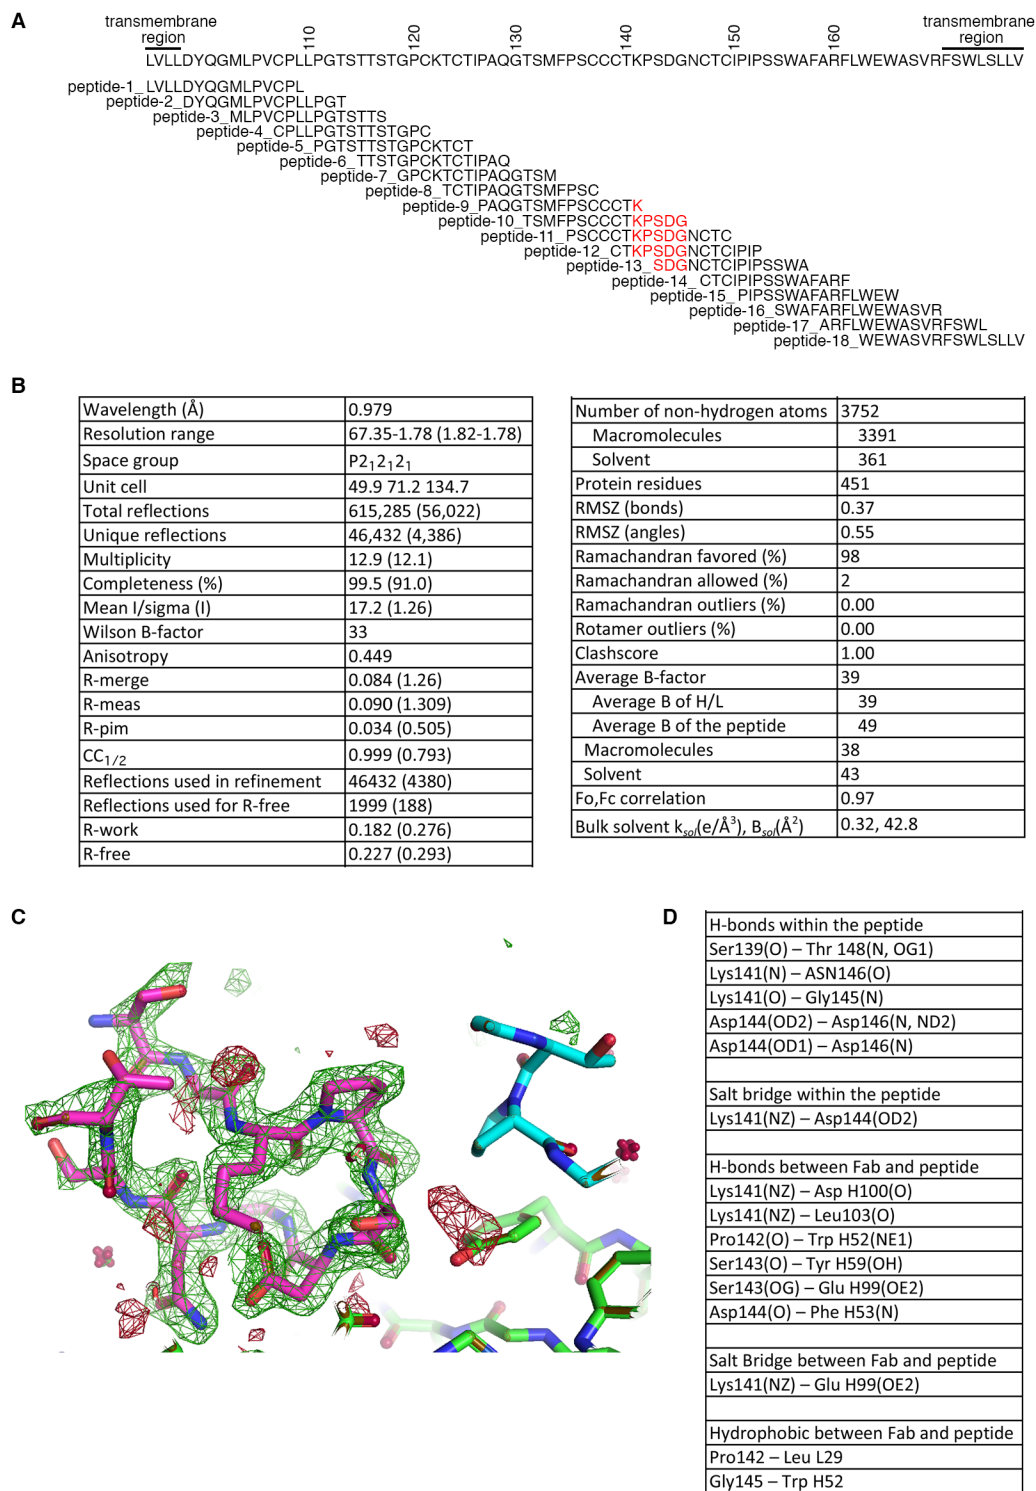 A
transmembrane region
transmembrane region
110 120 130 140 150 160
LVLLDYQGMLPVCPLLPGTSTTSTGPCKTCTIPAQGTSMFPSCCCTKPSDGNCTCIPIPSSWAFARFLWEWASVRFSWLSLLV
peptide-1_LVLLDYQGMLPVCPL
peptide-2_DYQGMLPVCPLLPGT
peptide-3_MLPVCPLLPGTSTTS
peptide-4_CPLLPGTSTTSTGPC
peptide-5_PGTSTTSTGPCKTCT
peptide-6_TTSTGPCKTCTIPAQ
peptide-7_GPCKTCTIPAQGTSM
peptide-8_TCTIPAQGTSMFPSC
peptide-9_PAQGTSMFPSCCCTK
peptide-10_TSMFPSCCCTKPSDG
peptide-11_PSCCCTKPSDGNCTC
peptide-12_CTKPSDGNCTCIPIP
peptide-13_SDGNCTCIPIPSSWA
peptide-14_CTCIPIPSSWAFARF
peptide-15_PIPSSWAFARFLWEW
peptide-16_SWAFARFLWEWASVR
peptide-17_ARFLWEWASVRFSWL
peptide-18_WEWASVRFSWLSLLV
B
Wavelength (Å) 0.979
Resolution range 67.35-1.78 (1.82-1.78)
Space group P2₁2₁2₁
Unit cell 49.9 71.2 134.7
Total reflections 615,285 (56,022)
Unique reflections 46,432 (4,386)
Multiplicity 12.9 (12.1)
Completeness (%) 99.5 (91.0)
Mean I/sigma (I) 17.2 (1.26)
Wilson B-factor 33
Anisotropy 0.449
R-merge 0.084 (1.26)
R-meas 0.090 (1.309)
R-pim 0.034 (0.505)
CC₁/₂ 0.999 (0.793)
Reflections used in refinement 46432 (4380)
Reflections used for R-free 1999 (188)
R-work 0.182 (0.276)
R-free 0.227 (0.293)
Number of non-hydrogen atoms 3752
Macromolecules 3391
Solvent 361
Protein residues 451
RMSZ (bonds) 0.37
RMSZ (angles) 0.55
Ramachandran favored (%) 98
Ramachandran allowed (%) 2
Ramachandran outliers (%) 0.00
Rotamer outliers (%) 0.00
Clashscore 1.00
Average B-factor 39
Average B of H/L 39
Average B of the peptide 49
Macromolecules 38
Solvent 43
Fo,Fc correlation 0.97
Bulk solvent kₛₒₗ(e/Å³), Bₛₒₗ(Å²) 0.32, 42.8
C
D
H-bonds within the peptide
Ser139(O) – Thr 148(N, OG1)
Lys141(N) – ASN146(O)
Lys141(O) – Gly145(N)
Asp144(OD2) – Asp146(N, ND2)
Asp144(OD1) – Asp146(N)
Salt bridge within the peptide
Lys141(NZ) – Asp144(OD2)
H-bonds between Fab and peptide
Lys141(NZ) – Asp H100(O)
Lys141(NZ) – Leu103(O)
Pro142(O) – Trp H52(NE1)
Ser143(O) – Tyr H59(OH)
Ser143(OG) – Glu H99(OE2)
Asp144(O) – Phe H53(N)
Salt Bridge between Fab and peptide
Lys141(NZ) – Glu H99(OE2)
Hydrophobic between Fab and peptide
Pro142 – Leu L29
Gly145 – Trp H52